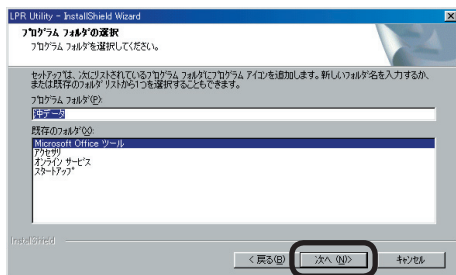 LPR Utility - InstallShield Wizard
ﾌﾟﾛｸﾞﾗﾑ ﾌｫﾙﾀﾞの選択
ﾌﾟﾛｸﾞﾗﾑ ﾌｫﾙﾀﾞを選択してください。
ｾｯﾄｱｯﾌﾟは、次にﾘｽﾄされているﾌﾟﾛｸﾞﾗﾑ ﾌｫﾙﾀﾞにﾌﾟﾛｸﾞﾗﾑ ｱｲｺﾝを追加します。新しいﾌｫﾙﾀﾞ名を入力するか、
または既存のﾌｫﾙﾀﾞﾘｽﾄから1つを選択することもできます。
ﾌﾟﾛｸﾞﾗﾑ ﾌｫﾙﾀﾞ(P):
沖データ
既存のﾌｫﾙﾀﾞ(X):
Microsoft Office ツール
ｱｸｾｻﾘ
ｵﾝﾗｲﾝ ｻｰﾋﾞｽ
ｽﾀｰﾄｱｯﾌﾟ
InstallShield
< 戻る(B)
次へ (N)>
ｷｬﾝｾﾙ